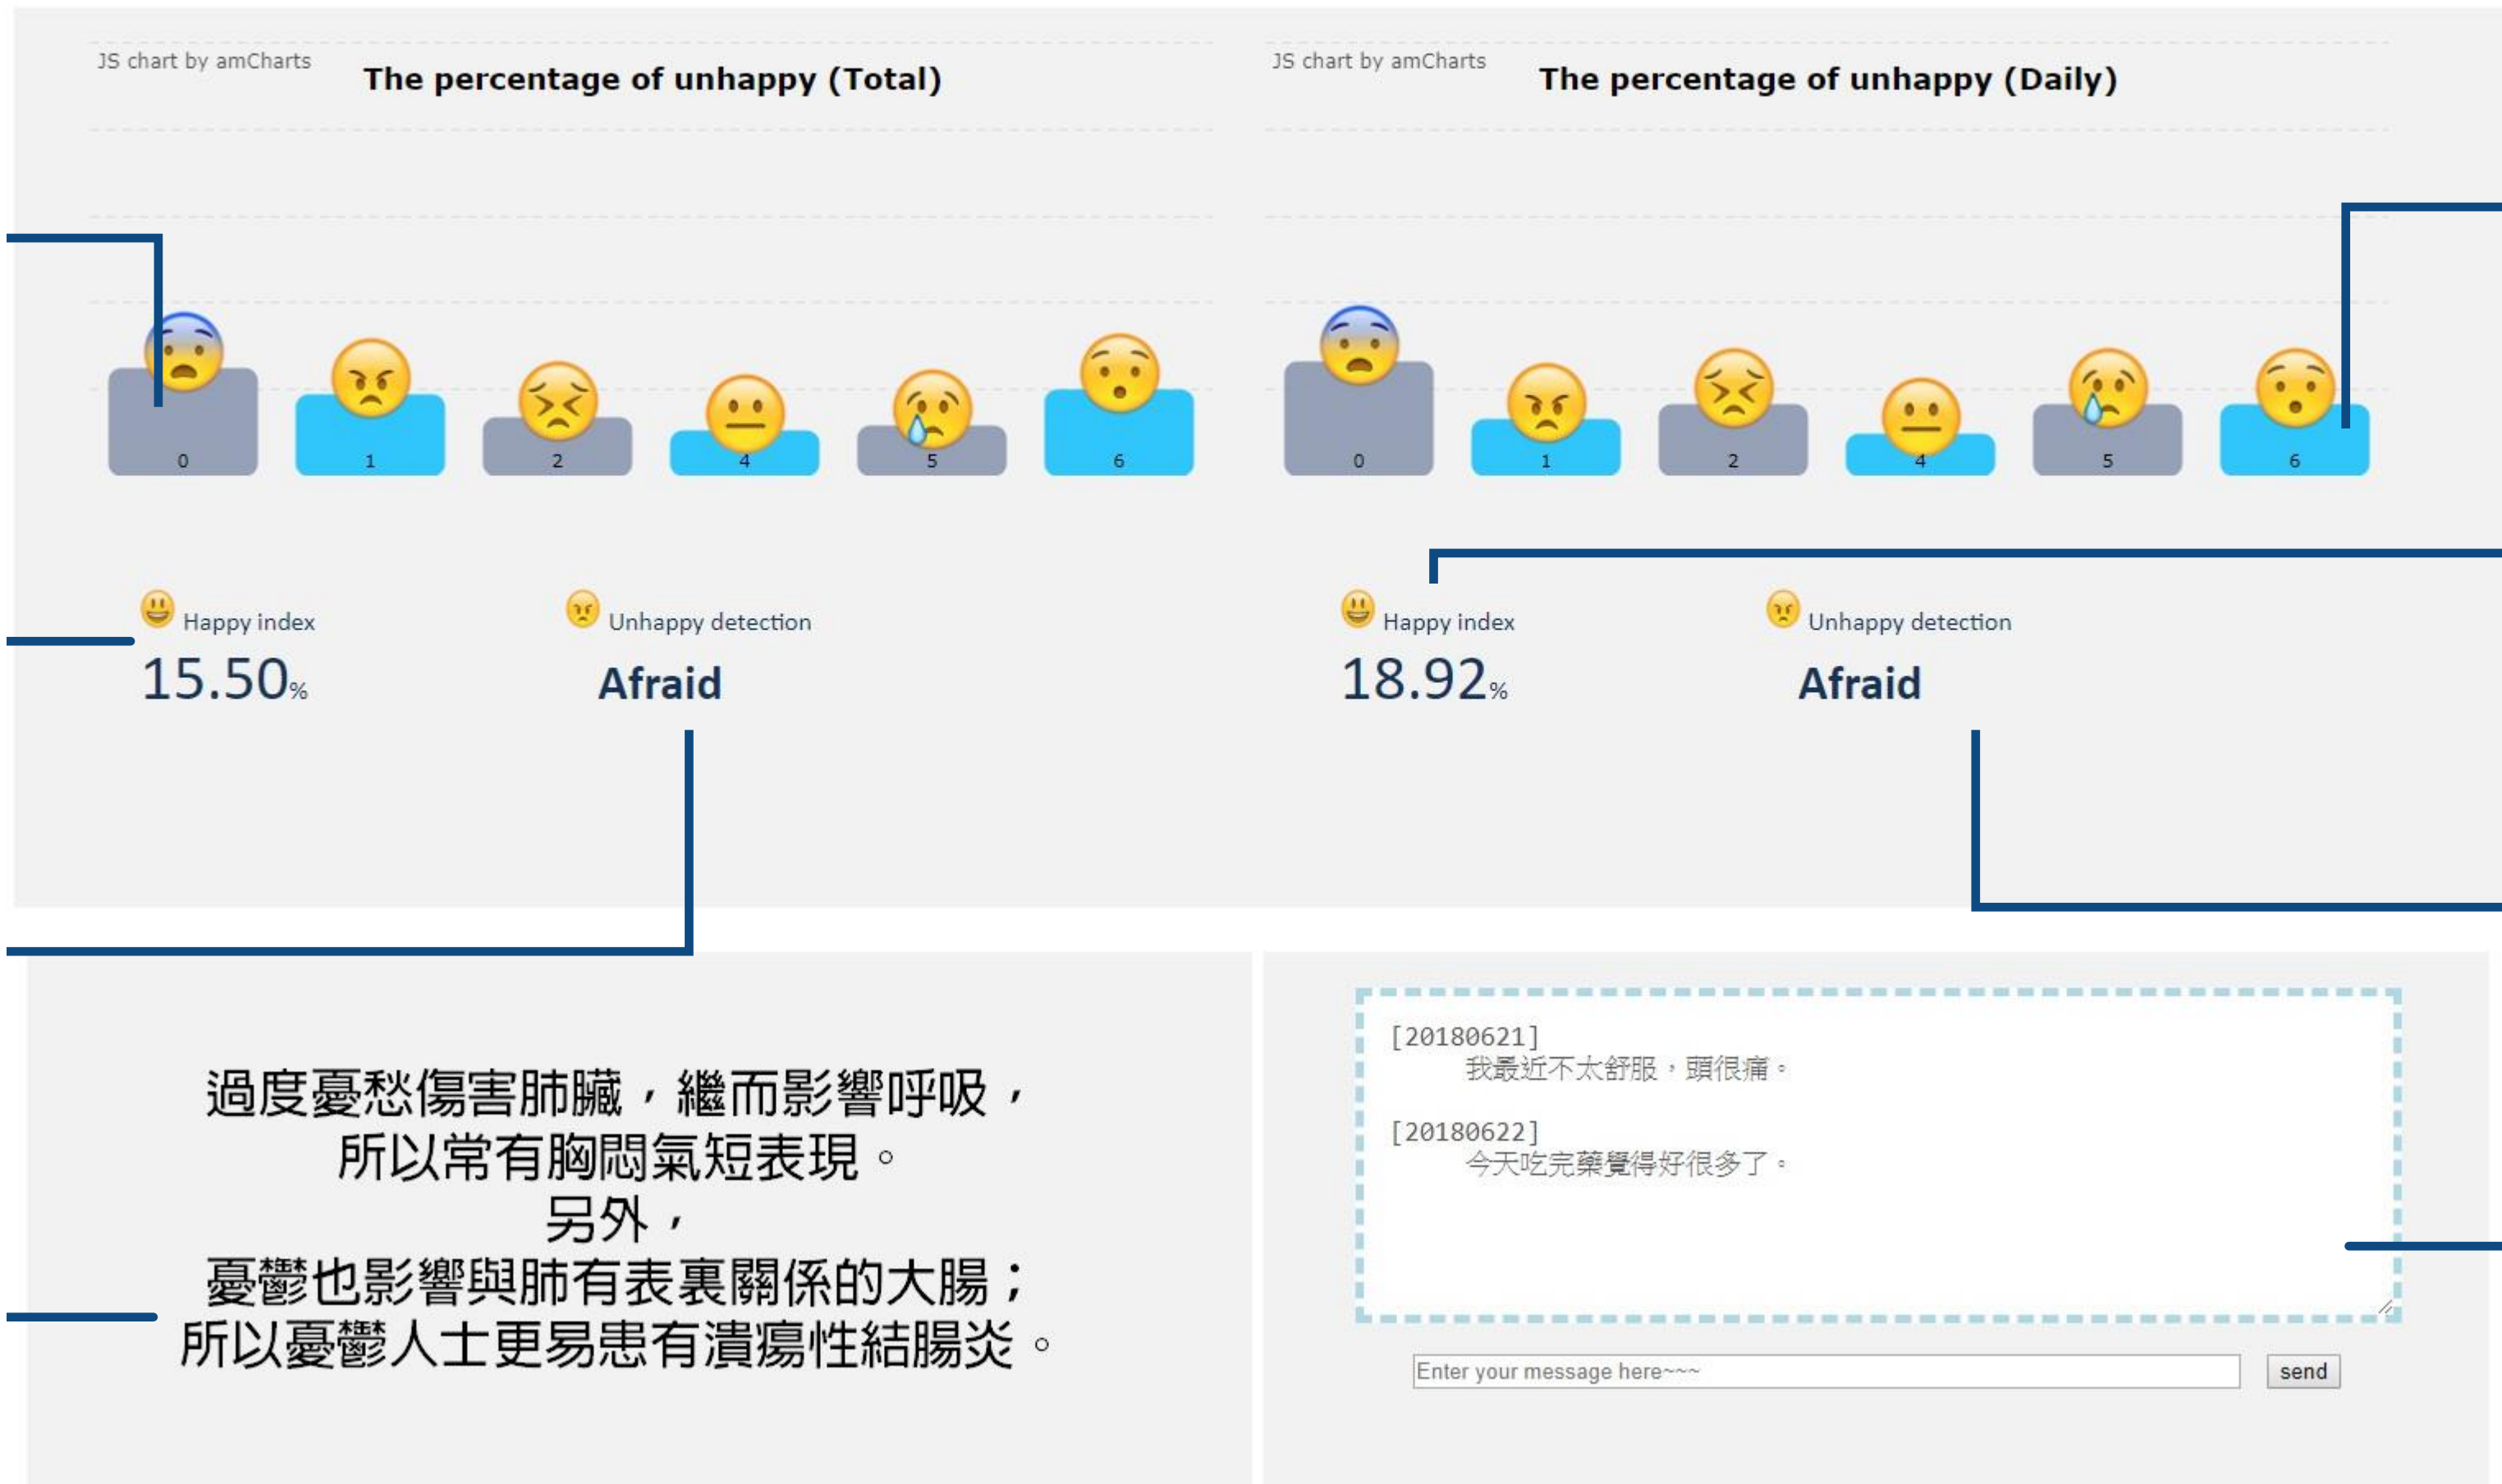 JS chart by amCharts
The percentage of unhappy (Total)
0
1
2
4
5
6
Happy index
15.50%
Unhappy detection
Afraid
JS chart by amCharts
The percentage of unhappy (Daily)
0
1
2
4
5
6
Happy index
18.92%
Unhappy detection
Afraid
過度憂愁傷害肺臟，繼而影響呼吸，
所以常有胸悶氣短表現。
另外，
憂鬱也影響與肺有表裏關係的大腸；
所以憂鬱人士更易患有潰瘍性結腸炎。
[20180621]
我最近不太舒服，頭很痛。
[20180622]
今天吃完藥覺得好很多了。
Enter your message here~~~
send